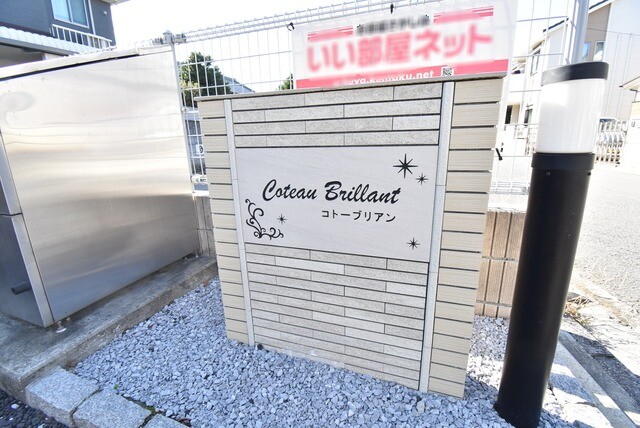 いい部屋ネット
Coteau Brillant
コトーブリアン